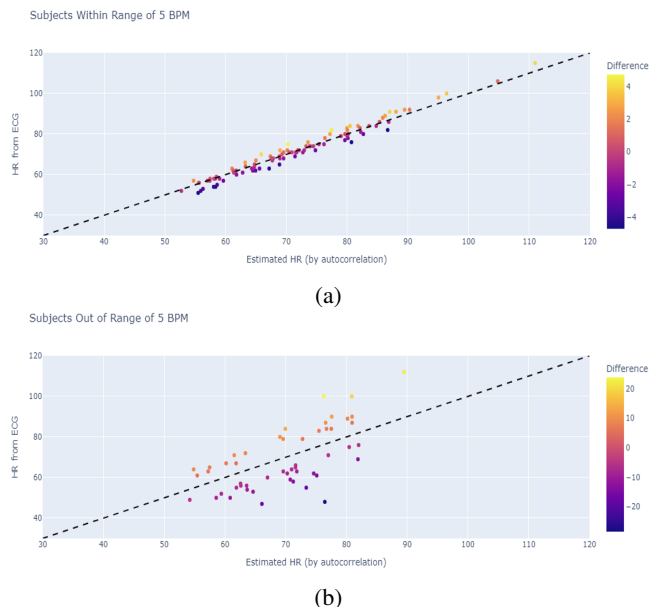 Subjects Within Range of 5 BPM
120
100
80
60
40
HR from ECG
30 40 50 60 70 80 90 100 110 120
Estimated HR (by autocorrelation)
Difference
4
2
0
−2
−4
(a)
Subjects Out of Range of 5 BPM
120
100
80
60
40
HR from ECG
30 40 50 60 70 80 90 100 110 120
Estimated HR (by autocorrelation)
Difference
20
10
0
−10
−20
(b)